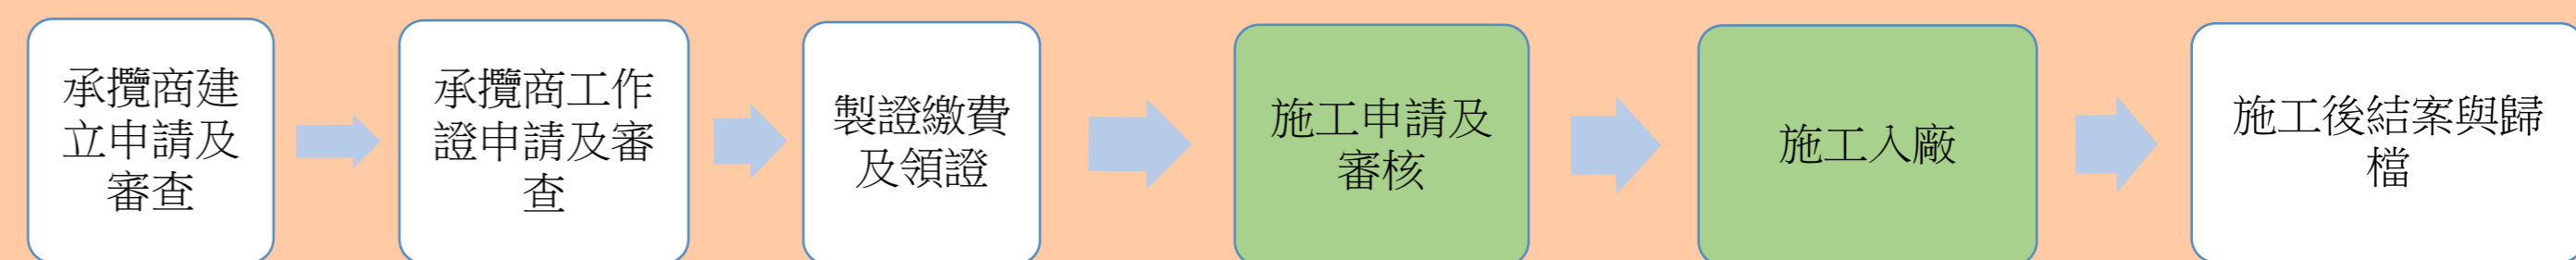 承攬商建
立申請及
審查
承攬商工作
證申請及審
查
製證繳費
及領證
施工申請及
審核
施工入廠
施工後結案與歸
檔